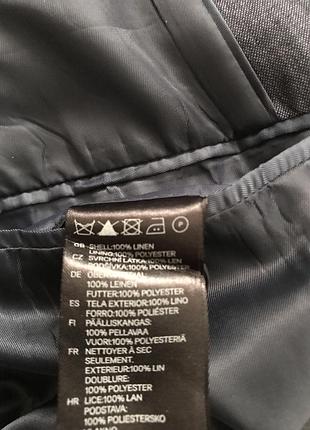 GB SHELL:100% LINEN
LINING:100% POLYESTER
CZ SVRCHNÍ LÁTKA:100% LEN
PODŠÍVKA:100% POLYESTER
DE OBERMATERIAL:
100% LEINEN
FUTTER:100% POLYESTER
ES TELA EXTERIOR:100% LINO
FORRO:100% POLIÉSTER
FI PÄÄLLISKANGAS:
100% PELLAVAA
VUORI:100% POLYESTERIÄ
FR NETTOYER À SEC
SEULEMENT.
EXTERIEUR:100% LIN
DOUBLURE:
100% POLYESTER
HR LICE:100% LAN
PODSTAVA:
100% POLIESTERSKO
VLAKNO